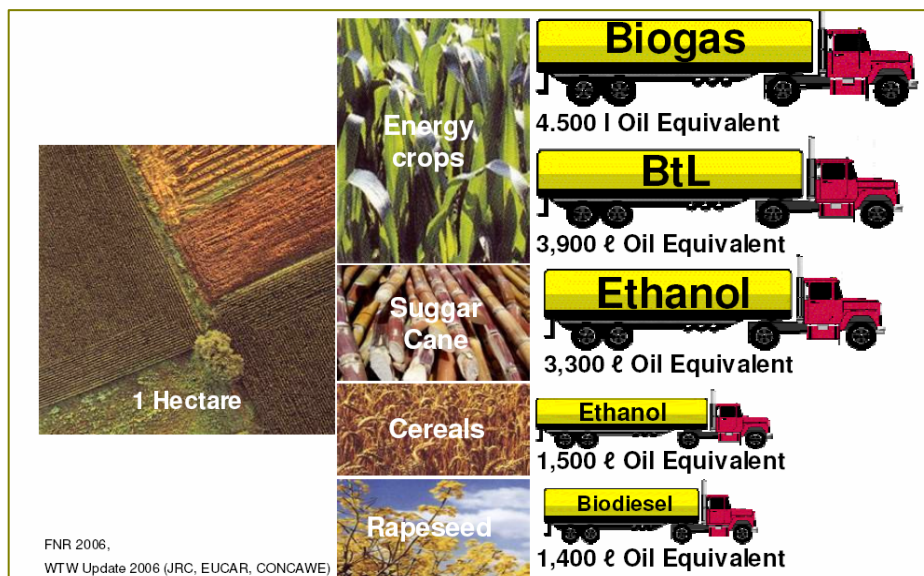 1 Hectare
Energy
crops
Suggar
Cane
Cereals
Rapeseed
Biogas
4.500 l Oil Equivalent
BtL
3,900 ℓ Oil Equivalent
Ethanol
3,300 ℓ Oil Equivalent
Ethanol
1,500 ℓ Oil Equivalent
Biodiesel
1,400 ℓ Oil Equivalent
FNR 2006,
WTW Update 2006 (JRC, EUCAR, CONCAWE)